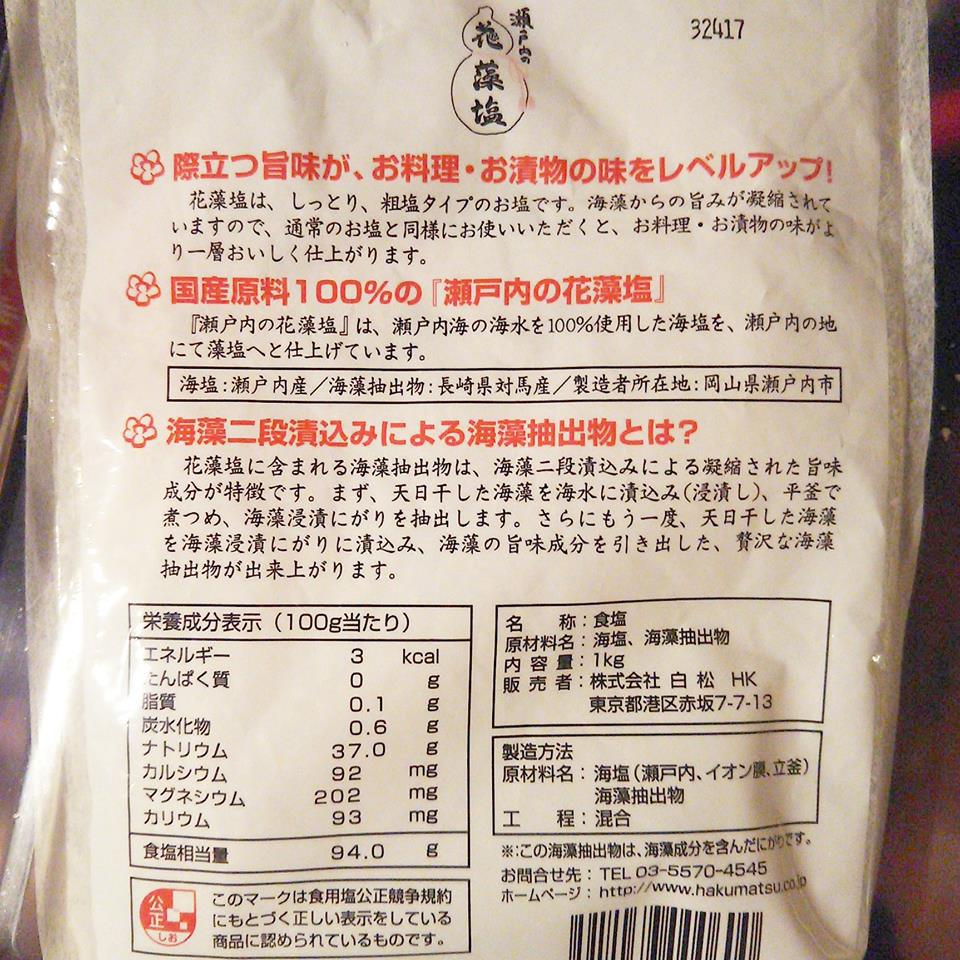 32417
瀬戸内の
花藻塩
際立つ旨味が、お料理・お漬物の味をレベルアップ!
花藻塩は、しっとり、粗塩タイプのお塩です。海藻からの旨みが凝縮されて
いますので、通常のお塩と同様にお使いいただくと、お料理・お漬物の味がよ
り一層おいしく仕上がります。
国産原料100%の『瀬戸内の花藻塩』
『瀬戸内の花藻塩』は、瀬戸内海の海水を100%使用した海塩を、瀬戸内の地
にて藻塩へと仕上げています。
海塩:瀬戸内産/海藻抽出物:長崎県対馬産/製造者所在地:岡山県瀬戸内市
海藻二段漬込みによる海藻抽出物とは?
花藻塩に含まれる海藻抽出物は、海藻二段漬込みによる凝縮された旨味
成分が特徴です。まず、天日干した海藻を海水に漬込み(浸漬し)、平釜で
煮つめ、海藻浸漬にがりを抽出します。さらにもう一度、天日干した海藻
を海藻浸漬にがりに漬込み、海藻の旨味成分を引き出した、贅沢な海藻
抽出物が出来上がります。
栄養成分表示(100g当たり)
エネルギー 3 kcal
たんぱく質 0 g
脂質 0.1 g
炭水化物 0.6 g
ナトリウム 37.0 g
カルシウム 92 mg
マグネシウム 202 mg
カリウム 93 mg
食塩相当量 94.0 g
公正
しお
このマークは食用塩公正競争規約
にもとづく正しい表示をしている
商品に認められているものです。
名称:食塩
原材料名:海塩、海藻抽出物
内容量:1kg
販売者:株式会社 白松 HK
東京都港区赤坂7-7-13
製造方法
原材料名:海塩(瀬戸内、イオン膜、立釜)
海藻抽出物
工程:混合
※:この海藻抽出物は、海藻成分を含んだにがりです。
お問合せ先:TEL 03-5570-4545
ホームページ:http://www.hakumatsu.co.jp